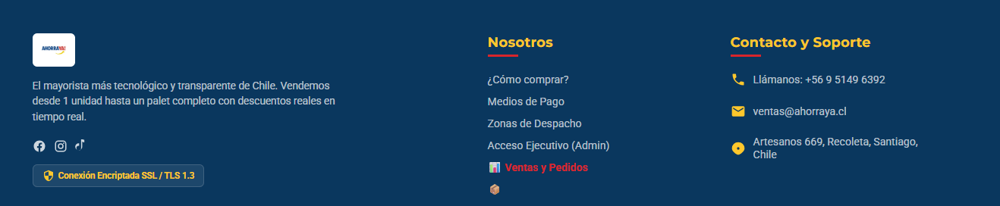 AHORRAYA!
El mayorista más tecnológico y transparente de Chile. Vendemos
desde 1 unidad hasta un palet completo con descuentos reales en
tiempo real.
Conexión Encriptada SSL / TLS 1.3
Nosotros
¿Cómo comprar?
Medios de Pago
Zonas de Despacho
Acceso Ejecutivo (Admin)
Ventas y Pedidos
Contacto y Soporte
Llámanos: +56 9 5149 6392
ventas@ahorraya.cl
Artesanos 669, Recoleta, Santiago,
Chile